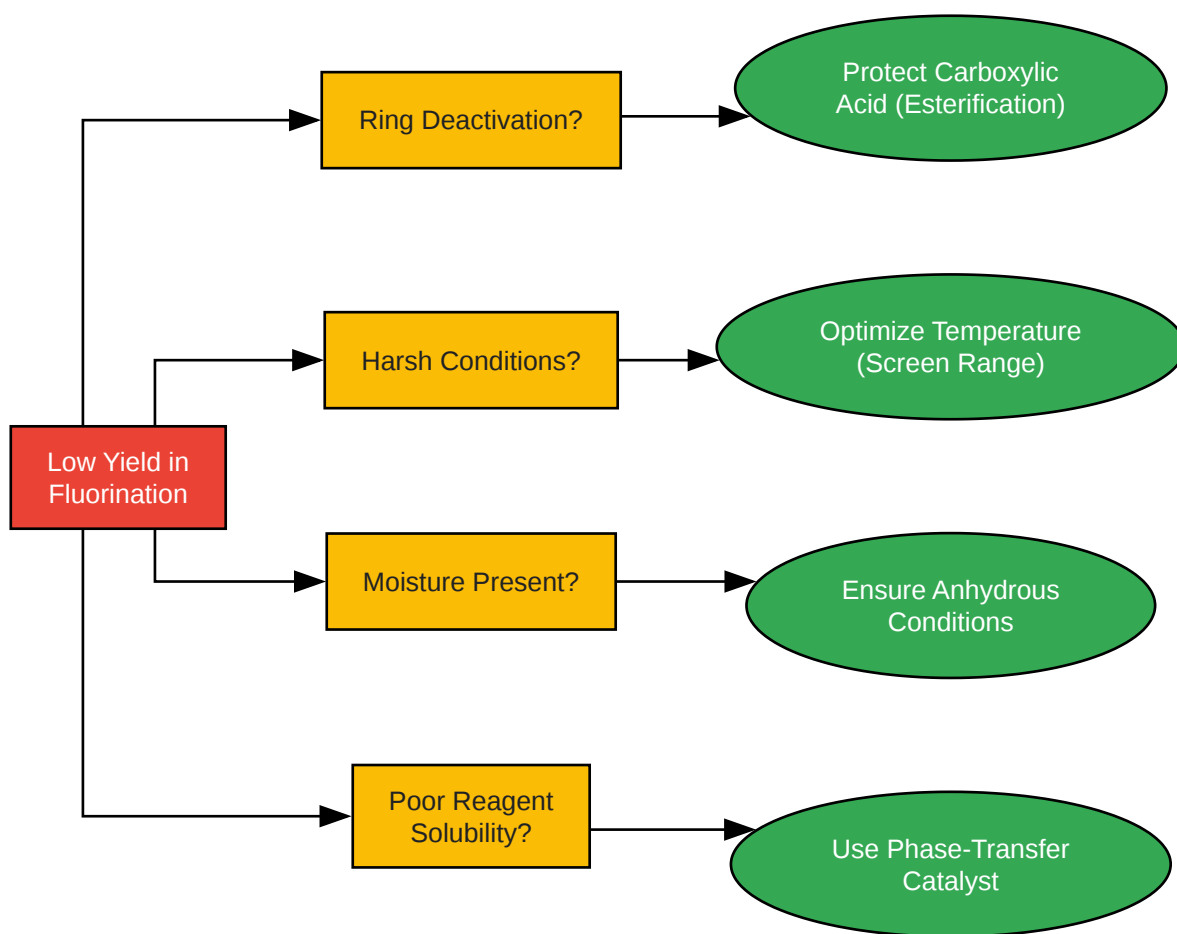 Ring Deactivation?
Protect Carboxylic
Acid (Esterification)
Harsh Conditions?
Optimize Temperature
(Screen Range)
Low Yield in
Fluorination
Moisture Present?
Ensure Anhydrous
Conditions
Poor Reagent
Solubility?
Use Phase-Transfer
Catalyst